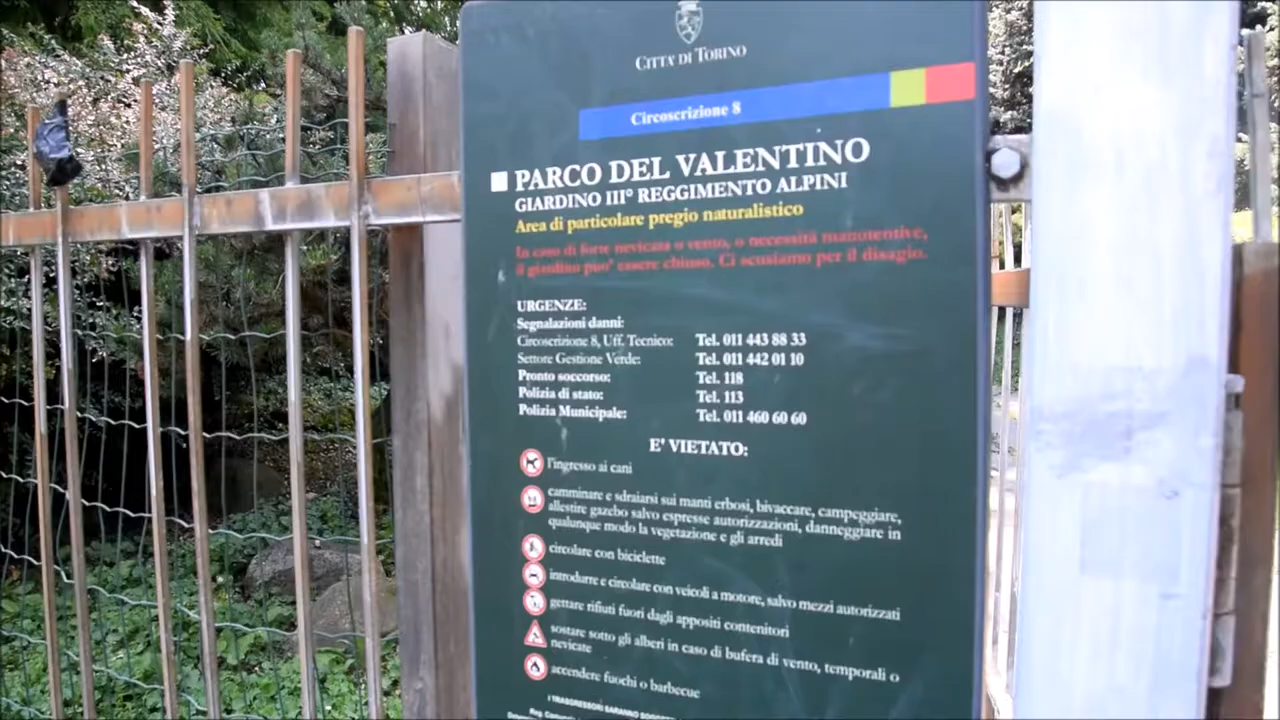 CITTA' DI TORINO
Circoscrizione 8
PARCO DEL VALENTINO
GIARDINO III° REGGIMENTO ALPINI
Area di particolare pregio naturalistico
In caso di forte nevicata o vento, o necessità manutentive,
il giardino puo' essere chiuso. Ci scusiamo per il disagio.
URGENZE:
Segnalazioni danni:
Circoscrizione 8, Uff. Tecnico: Tel. 011 443 88 33
Settore Gestione Verde: Tel. 011 442 01 10
Pronto soccorso: Tel. 118
Polizia di stato: Tel. 113
Polizia Municipale: Tel. 011 460 60 60
E' VIETATO:
l'ingresso ai cani
camminare e sdraiarsi sui manti erbosi, bivaccare, campeggiare,
allestire gazebo salvo espresse autorizzazioni, danneggiare in
qualunque modo la vegetazione e gli arredi
circolare con biciclette
introdurre e circolare con veicoli a motore, salvo mezzi autorizzati
gettare rifiuti fuori dagli appositi contenitori
sostare sotto gli alberi in caso di bufera di vento, temporali o
nevicate
accendere fuochi o barbecue
I TRASGRESSORI SARANNO
Reg.